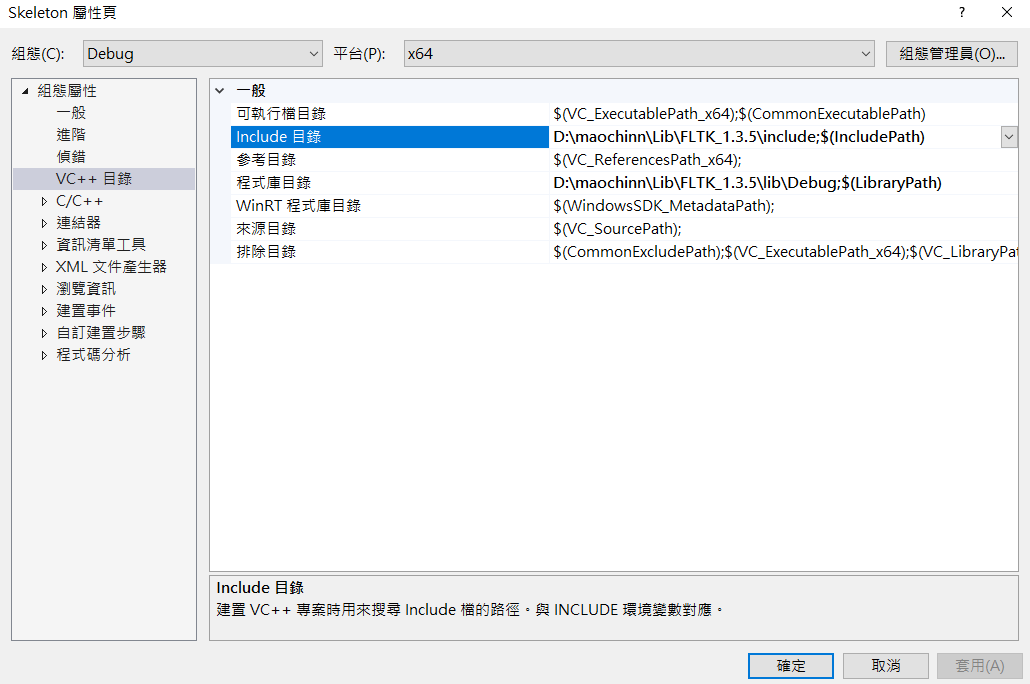 Skeleton 屬性頁 ?
組態(C): Debug 平台(P): x64 組態管理員(O)...
組態屬性
一般
進階
偵錯
VC++ 目錄
C/C++
連結器
資訊清單工具
XML 文件產生器
瀏覽資訊
建置事件
自訂建置步驟
程式碼分析
一般
可執行檔目錄 $(VC_ExecutablePath_x64);$(CommonExecutablePath)
Include 目錄 D:\maochinn\Lib\FLTK_1.3.5\include;$(IncludePath)
參考目錄 $(VC_ReferencesPath_x64);
程式庫目錄 D:\maochinn\Lib\FLTK_1.3.5\lib\Debug;$(LibraryPath)
WinRT 程式庫目錄 $(WindowsSDK_MetadataPath);
來源目錄 $(VC_SourcePath);
排除目錄 $(CommonExcludePath);$(VC_ExecutablePath_x64);$(VC_LibraryPat
Include 目錄
建置 VC++ 專案時用來搜尋 Include 檔的路徑。與 INCLUDE 環境變數對應。
確定 取消 套用(A)